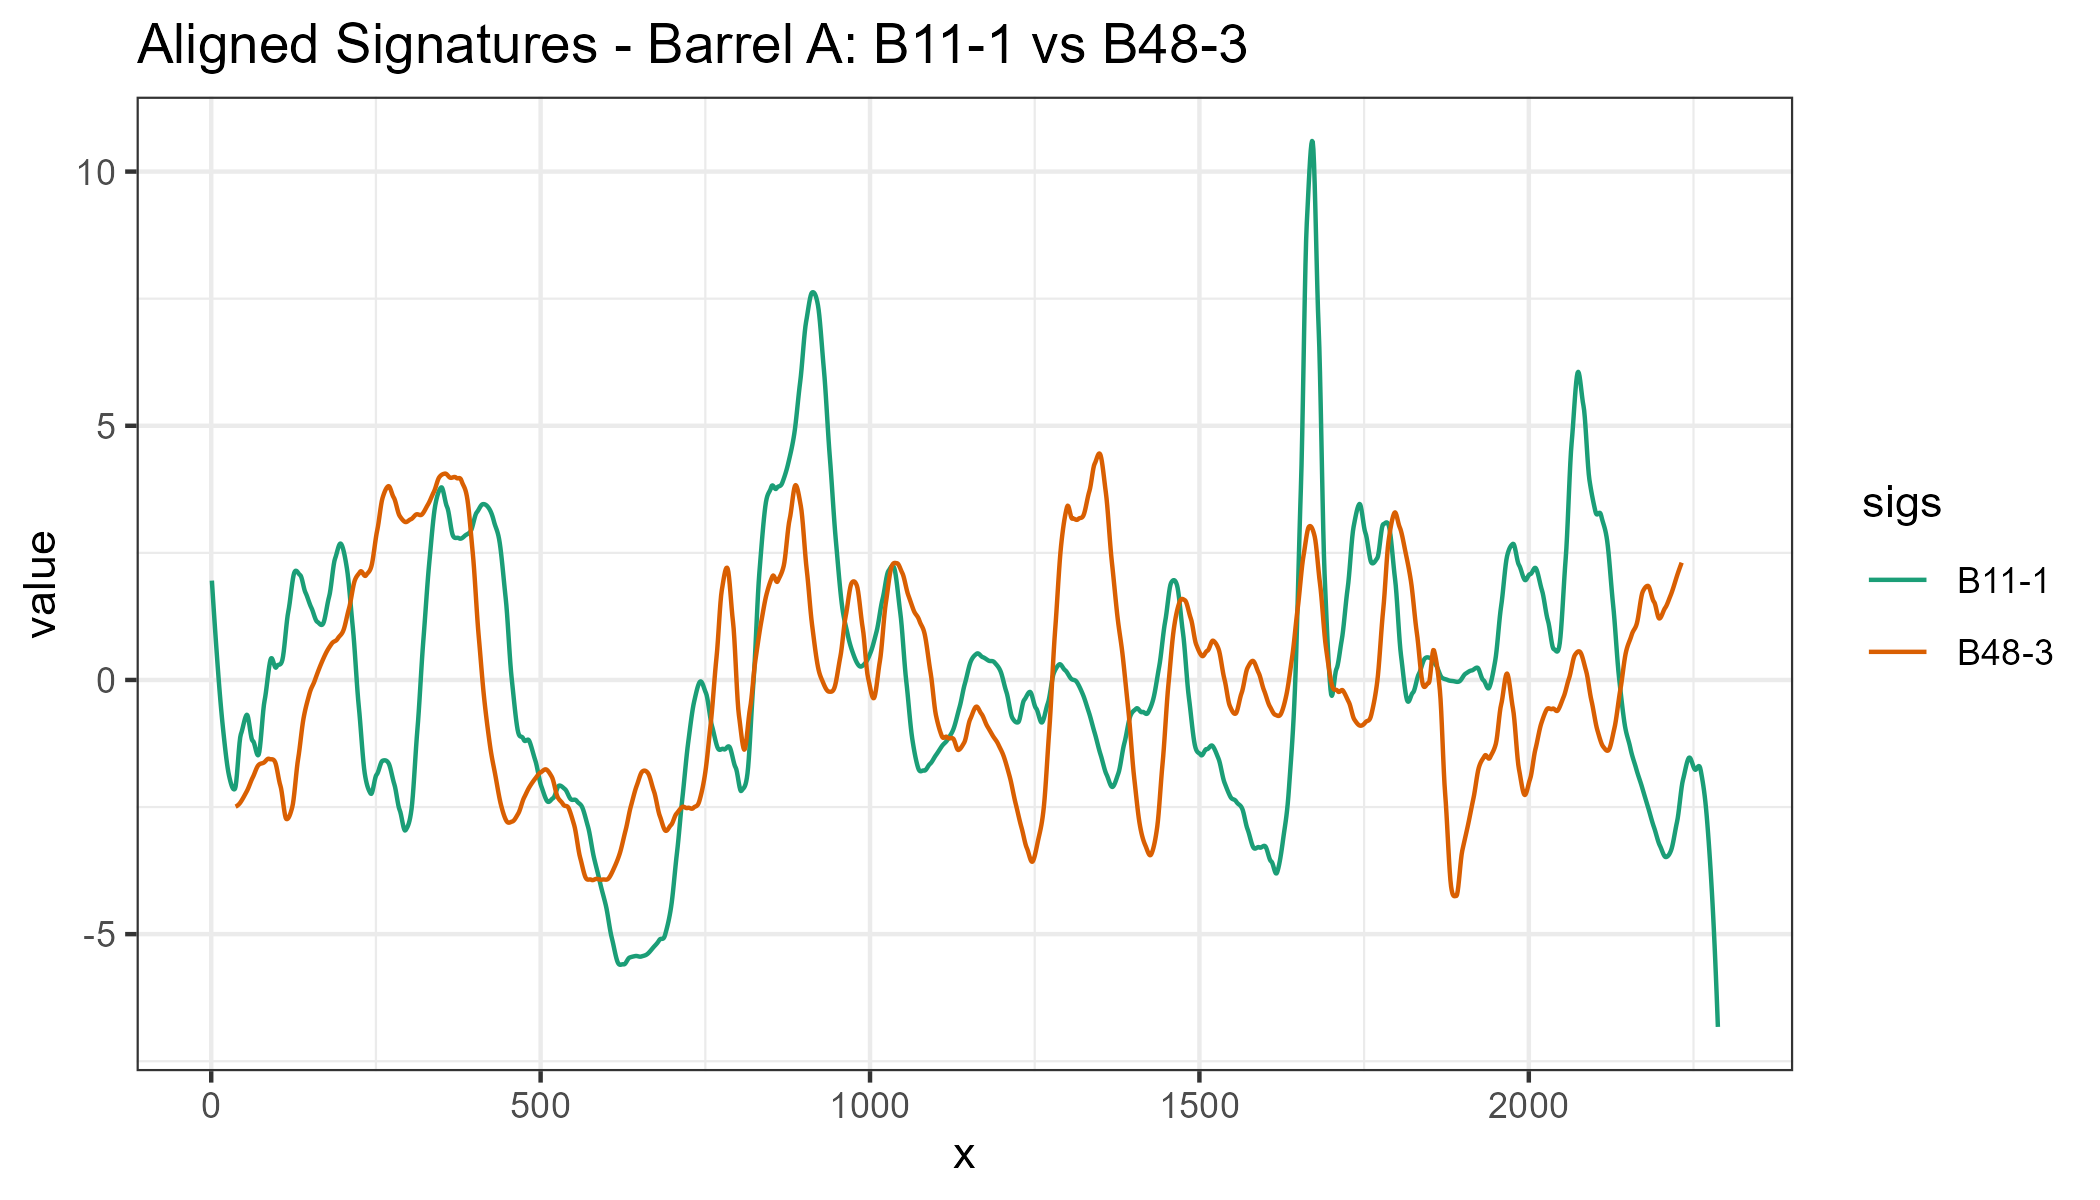 Aligned Signatures - Barrel A: B11-1 vs B48-3
10
5
0
-5
value
0 500 1000 1500 2000
x
sigs
B11-1
B48-3